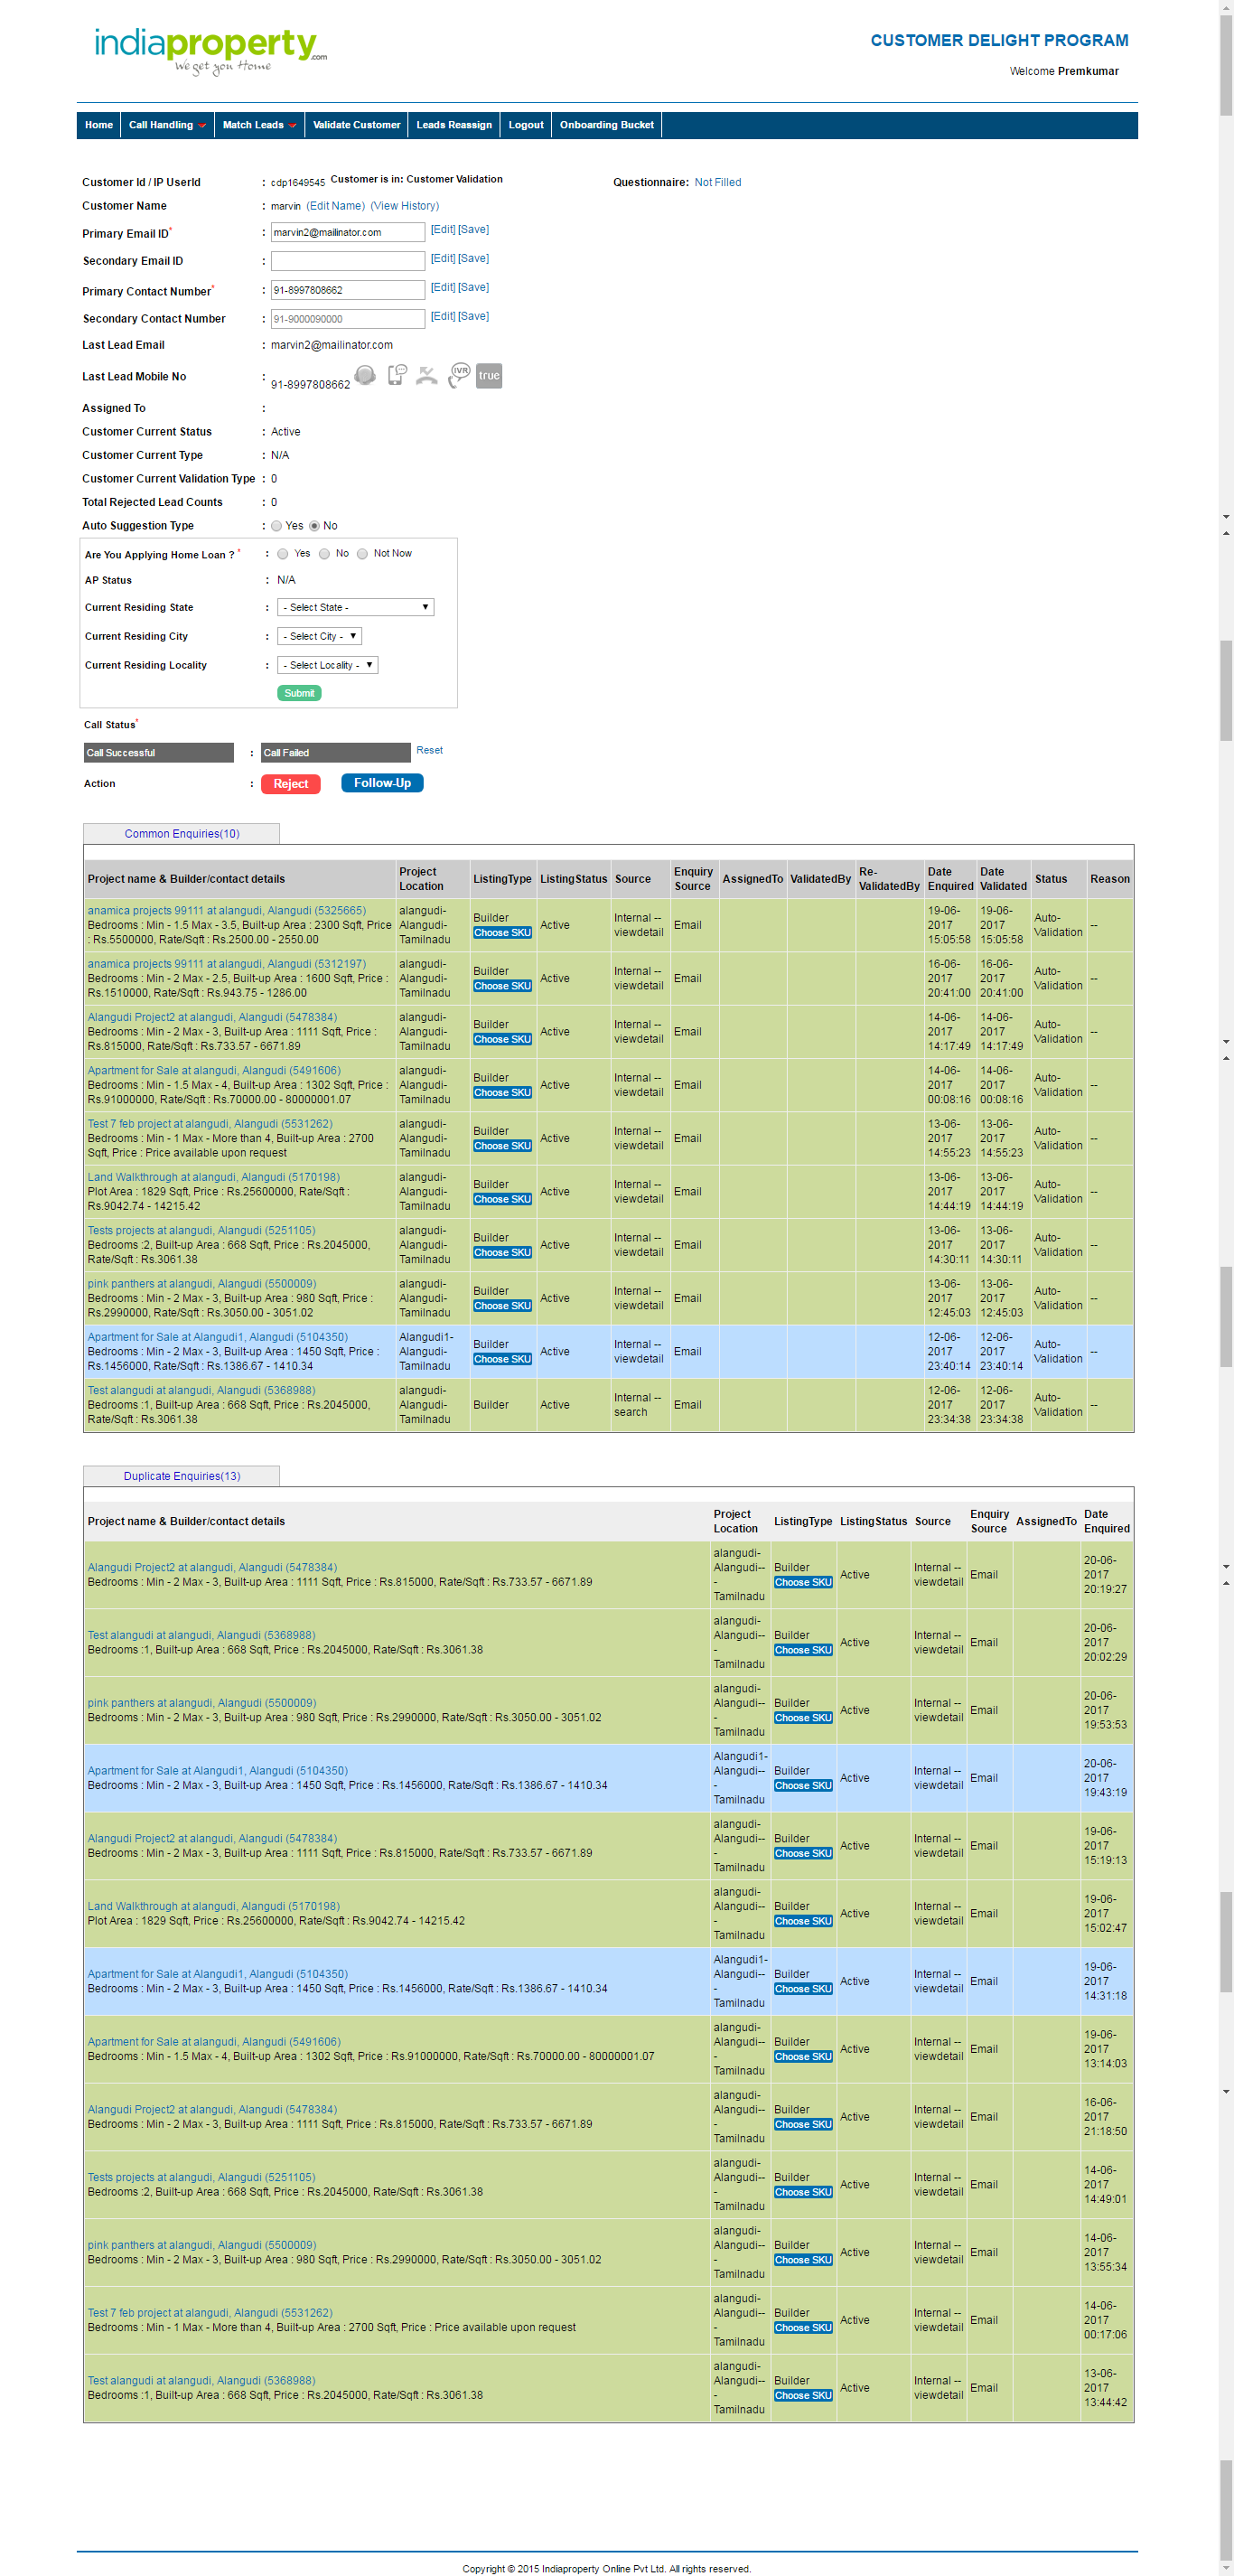 indiaproperty.com
We get you Home
CUSTOMER DELIGHT PROGRAM
Welcome Premkumar
Home Call Handling Match Leads Validate Customer Leads Reassign Logout Onboarding Bucket
Customer Id / IP UserId : cdp1649545 Customer is in: Customer Validation Questionnaire: Not Filled
Customer Name : marvin (Edit Name) (View History)
Primary Email ID* : marvin2@mailinator.com [Edit] [Save]
Secondary Email ID : [Edit] [Save]
Primary Contact Number* : 91-8997808662 [Edit] [Save]
Secondary Contact Number : 91-9000090000 [Edit] [Save]
Last Lead Email : marvin2@mailinator.com
Last Lead Mobile No : 91-8997808662 IVR true
Assigned To :
Customer Current Status : Active
Customer Current Type : N/A
Customer Current Validation Type : 0
Total Rejected Lead Counts : 0
Auto Suggestion Type : Yes No
Are You Applying Home Loan ? * : Yes No Not Now
AP Status : N/A
Current Residing State : - Select State -
Current Residing City : - Select City -
Current Residing Locality : - Select Locality -
Submit
Call Status*
Call Successful : Call Failed Reset
Action : Reject Follow-Up
Common Enquiries(10)
Project name & Builder/contact details Project Location ListingType ListingStatus Source Enquiry Source AssignedTo ValidatedBy Re-ValidatedBy Date Enquired Date Validated Status Reason
anamica projects 99111 at alangudi, Alangudi (5325665)
Bedrooms : Min - 1.5 Max - 3.5, Built-up Area : 2300 Sqft, Price : Rs.5500000, Rate/Sqft : Rs.2500.00 - 2550.00 alangudi-Alangudi-Tamilnadu Builder Choose SKU Active Internal -- viewdetail Email 19-06-2017 15:05:58 19-06-2017 15:05:58 Auto-Validation --
anamica projects 99111 at alangudi, Alangudi (5312197)
Bedrooms : Min - 2 Max - 2.5, Built-up Area : 1600 Sqft, Price : Rs.1510000, Rate/Sqft : Rs.943.75 - 1286.00 alangudi-Alangudi-Tamilnadu Builder Choose SKU Active Internal -- viewdetail Email 16-06-2017 20:41:00 16-06-2017 20:41:00 Auto-Validation --
Alangudi Project2 at alangudi, Alangudi (5478384)
Bedrooms : Min - 2 Max - 3, Built-up Area : 1111 Sqft, Price : Rs.815000, Rate/Sqft : Rs.733.57 - 6671.89 alangudi-Alangudi-Tamilnadu Builder Choose SKU Active Internal -- viewdetail Email 14-06-2017 14:17:49 14-06-2017 14:17:49 Auto-Validation --
Apartment for Sale at alangudi, Alangudi (5491606)
Bedrooms : Min - 1.5 Max - 4, Built-up Area : 1302 Sqft, Price : Rs.91000000, Rate/Sqft : Rs.70000.00 - 80000001.07 alangudi-Alangudi-Tamilnadu Builder Choose SKU Active Internal -- viewdetail Email 14-06-2017 00:08:16 14-06-2017 00:08:16 Auto-Validation --
Test 7 feb project at alangudi, Alangudi (5531262)
Bedrooms : Min - 1 Max - More than 4, Built-up Area : 2700 Sqft, Price : Price available upon request alangudi-Alangudi-Tamilnadu Builder Choose SKU Active Internal -- viewdetail Email 13-06-2017 14:55:23 13-06-2017 14:55:23 Auto-Validation --
Land Walkthrough at alangudi, Alangudi (5170198)
Plot Area : 1829 Sqft, Price : Rs.25600000, Rate/Sqft : Rs.9042.74 - 14215.42 alangudi-Alangudi-Tamilnadu Builder Choose SKU Active Internal -- viewdetail Email 13-06-2017 14:44:19 13-06-2017 14:44:19 Auto-Validation --
Tests projects at alangudi, Alangudi (5251105)
Bedrooms :2, Built-up Area : 668 Sqft, Price : Rs.2045000, Rate/Sqft : Rs.3061.38 alangudi-Alangudi-Tamilnadu Builder Choose SKU Active Internal -- viewdetail Email 13-06-2017 14:30:11 13-06-2017 14:30:11 Auto-Validation --
pink panthers at alangudi, Alangudi (5500009)
Bedrooms : Min - 2 Max - 3, Built-up Area : 980 Sqft, Price : Rs.2990000, Rate/Sqft : Rs.3050.00 - 3051.02 alangudi-Alangudi-Tamilnadu Builder Choose SKU Active Internal -- viewdetail Email 13-06-2017 12:45:03 13-06-2017 12:45:03 Auto-Validation --
Apartment for Sale at Alangudi1, Alangudi (5104350)
Bedrooms : Min - 2 Max - 3, Built-up Area : 1450 Sqft, Price : Rs.1456000, Rate/Sqft : Rs.1386.67 - 1410.34 Alangudi1-Alangudi-Tamilnadu Builder Choose SKU Active Internal -- viewdetail Email 12-06-2017 23:40:14 12-06-2017 23:40:14 Auto-Validation --
Test alangudi at alangudi, Alangudi (5368988)
Bedrooms :1, Built-up Area : 668 Sqft, Price : Rs.2045000, Rate/Sqft : Rs.3061.38 alangudi-Alangudi-Tamilnadu Builder Active Internal -- search Email 12-06-2017 23:34:38 12-06-2017 23:34:38 Auto-Validation --
Duplicate Enquiries(13)
Project name & Builder/contact details Project Location ListingType ListingStatus Source Enquiry Source AssignedTo Date Enquired
Alangudi Project2 at alangudi, Alangudi (5478384)
Bedrooms : Min - 2 Max - 3, Built-up Area : 1111 Sqft, Price : Rs.815000, Rate/Sqft : Rs.733.57 - 6671.89 alangudi-Alangudi---Tamilnadu Builder Choose SKU Active Internal -- viewdetail Email 20-06-2017 20:19:27
Test alangudi at alangudi, Alangudi (5368988)
Bedrooms :1, Built-up Area : 668 Sqft, Price : Rs.2045000, Rate/Sqft : Rs.3061.38 alangudi-Alangudi---Tamilnadu Builder Choose SKU Active Internal -- viewdetail Email 20-06-2017 20:02:29
pink panthers at alangudi, Alangudi (5500009)
Bedrooms : Min - 2 Max - 3, Built-up Area : 980 Sqft, Price : Rs.2990000, Rate/Sqft : Rs.3050.00 - 3051.02 alangudi-Alangudi---Tamilnadu Builder Choose SKU Active Internal -- viewdetail Email 20-06-2017 19:53:53
Apartment for Sale at Alangudi1, Alangudi (5104350)
Bedrooms : Min - 2 Max - 3, Built-up Area : 1450 Sqft, Price : Rs.1456000, Rate/Sqft : Rs.1386.67 - 1410.34 Alangudi1-Alangudi---Tamilnadu Builder Choose SKU Active Internal -- viewdetail Email 20-06-2017 19:43:19
Alangudi Project2 at alangudi, Alangudi (5478384)
Bedrooms : Min - 2 Max - 3, Built-up Area : 1111 Sqft, Price : Rs.815000, Rate/Sqft : Rs.733.57 - 6671.89 alangudi-Alangudi---Tamilnadu Builder Choose SKU Active Internal -- viewdetail Email 19-06-2017 15:19:13
Land Walkthrough at alangudi, Alangudi (5170198)
Plot Area : 1829 Sqft, Price : Rs.25600000, Rate/Sqft : Rs.9042.74 - 14215.42 alangudi-Alangudi---Tamilnadu Builder Choose SKU Active Internal -- viewdetail Email 19-06-2017 15:02:47
Apartment for Sale at Alangudi1, Alangudi (5104350)
Bedrooms : Min - 2 Max - 3, Built-up Area : 1450 Sqft, Price : Rs.1456000, Rate/Sqft : Rs.1386.67 - 1410.34 Alangudi1-Alangudi---Tamilnadu Builder Choose SKU Active Internal -- viewdetail Email 19-06-2017 14:31:18
Apartment for Sale at alangudi, Alangudi (5491606)
Bedrooms : Min - 1.5 Max - 4, Built-up Area : 1302 Sqft, Price : Rs.91000000, Rate/Sqft : Rs.70000.00 - 80000001.07 alangudi-Alangudi---Tamilnadu Builder Choose SKU Active Internal -- viewdetail Email 19-06-2017 13:14:03
Alangudi Project2 at alangudi, Alangudi (5478384)
Bedrooms : Min - 2 Max - 3, Built-up Area : 1111 Sqft, Price : Rs.815000, Rate/Sqft : Rs.733.57 - 6671.89 alangudi-Alangudi---Tamilnadu Builder Choose SKU Active Internal -- viewdetail Email 16-06-2017 21:18:50
Tests projects at alangudi, Alangudi (5251105)
Bedrooms :2, Built-up Area : 668 Sqft, Price : Rs.2045000, Rate/Sqft : Rs.3061.38 alangudi-Alangudi---Tamilnadu Builder Choose SKU Active Internal -- viewdetail Email 14-06-2017 14:49:01
pink panthers at alangudi, Alangudi (5500009)
Bedrooms : Min - 2 Max - 3, Built-up Area : 980 Sqft, Price : Rs.2990000, Rate/Sqft : Rs.3050.00 - 3051.02 alangudi-Alangudi---Tamilnadu Builder Choose SKU Active Internal -- viewdetail Email 14-06-2017 13:55:34
Test 7 feb project at alangudi, Alangudi (5531262)
Bedrooms : Min - 1 Max - More than 4, Built-up Area : 2700 Sqft, Price : Price available upon request alangudi-Alangudi---Tamilnadu Builder Choose SKU Active Internal -- viewdetail Email 14-06-2017 00:17:06
Test alangudi at alangudi, Alangudi (5368988)
Bedrooms :1, Built-up Area : 668 Sqft, Price : Rs.2045000, Rate/Sqft : Rs.3061.38 alangudi-Alangudi---Tamilnadu Builder Choose SKU Active Internal -- viewdetail Email 13-06-2017 13:44:42
Copyright © 2015 Indiaproperty Online Pvt Ltd. All rights reserved.